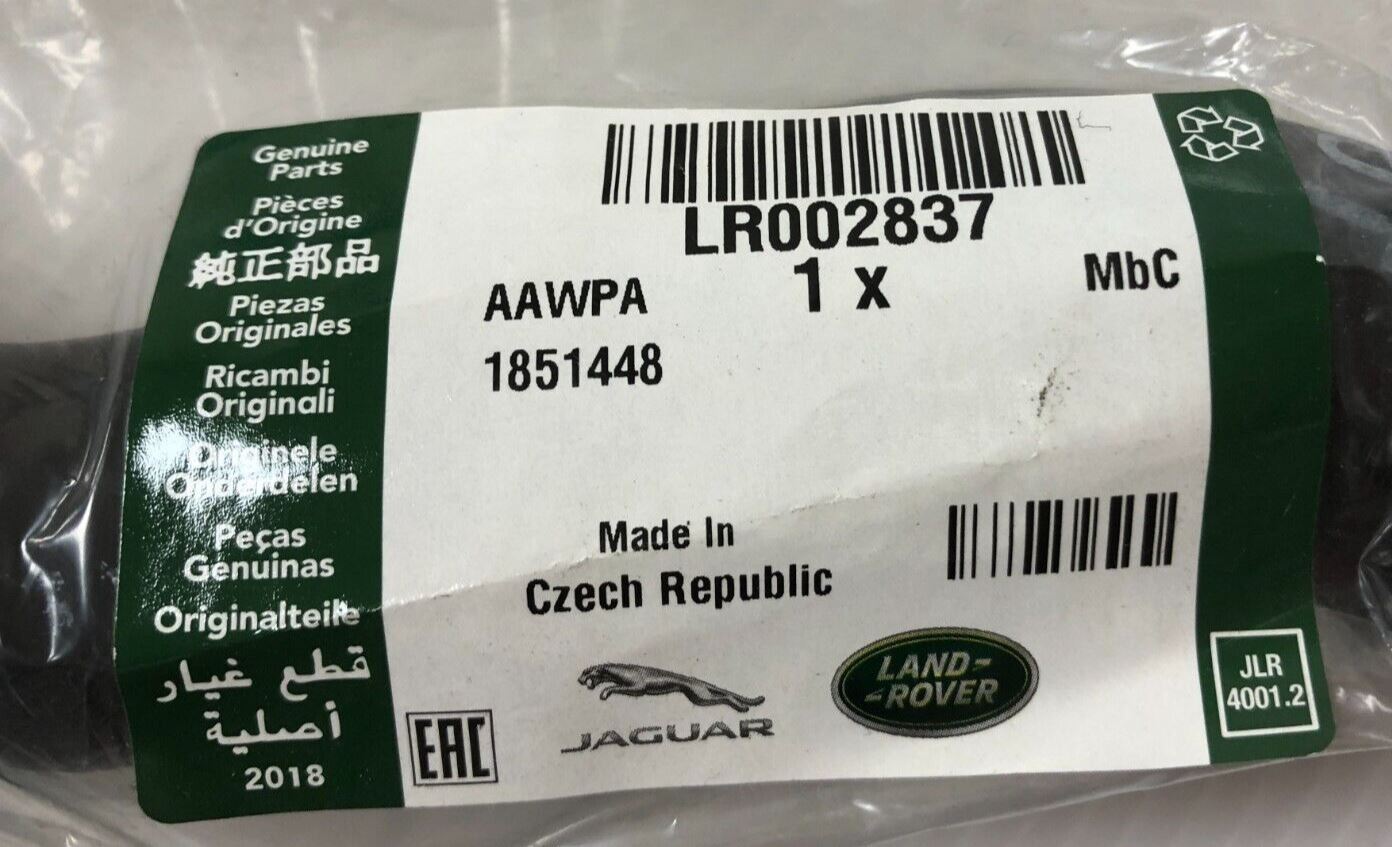 Genuine
Parts
Pièces
d'Origine
純正部品
Piezas
Originales
Ricambi
Originali
Originele
Onderdelen
Peças
Genuinas
Originalteile
قطع غيار
أصلية
2018
LR002837
1 x
AAWPA
MbC
1851448
Made In
Czech Republic
EAC
JAGUAR
LAND-
ROVER
JLR
4001.2